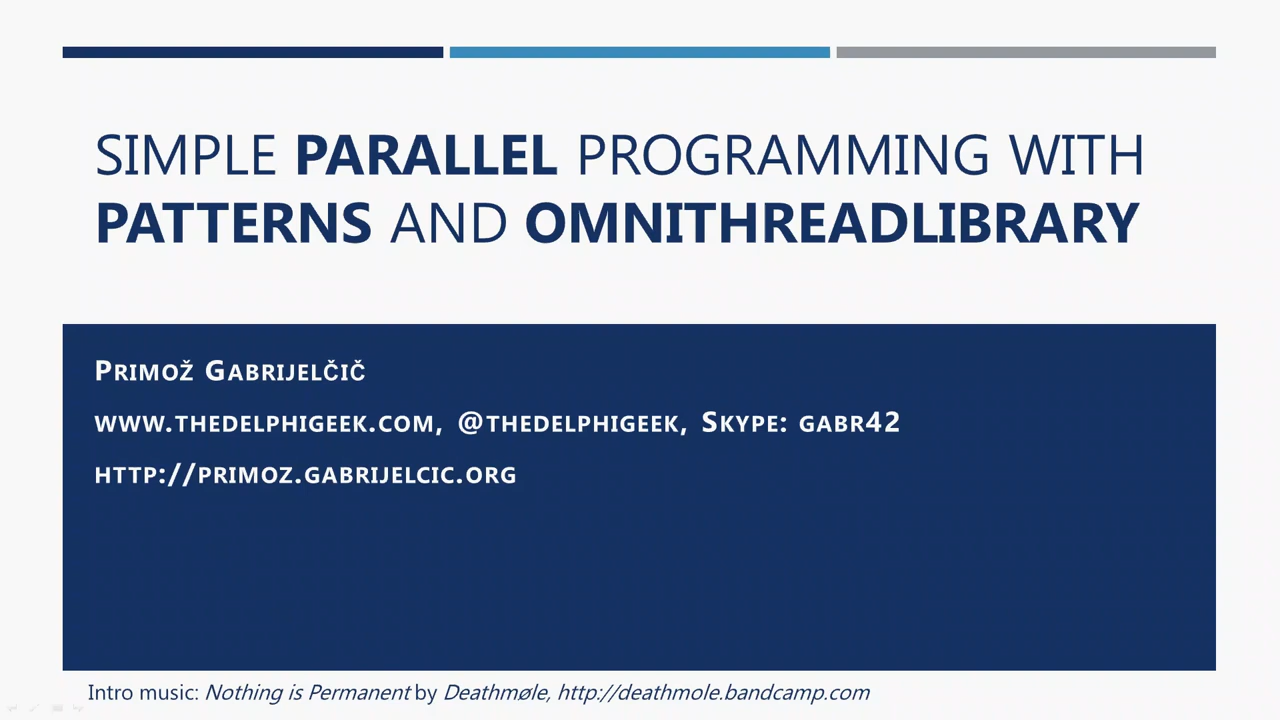 SIMPLE PARALLEL PROGRAMMING WITH
PATTERNS AND OMNITHREADLIBRARY
PRIMOŽ GABRIJELČIČ
WWW.THEDELPHIGEEK.COM, @THEDELPHIGEEK, SKYPE: GABR42
HTTP://PRIMOZ.GABRIJELCIC.ORG
Intro music: Nothing is Permanent by Deathmøle, http://deathmole.bandcamp.com